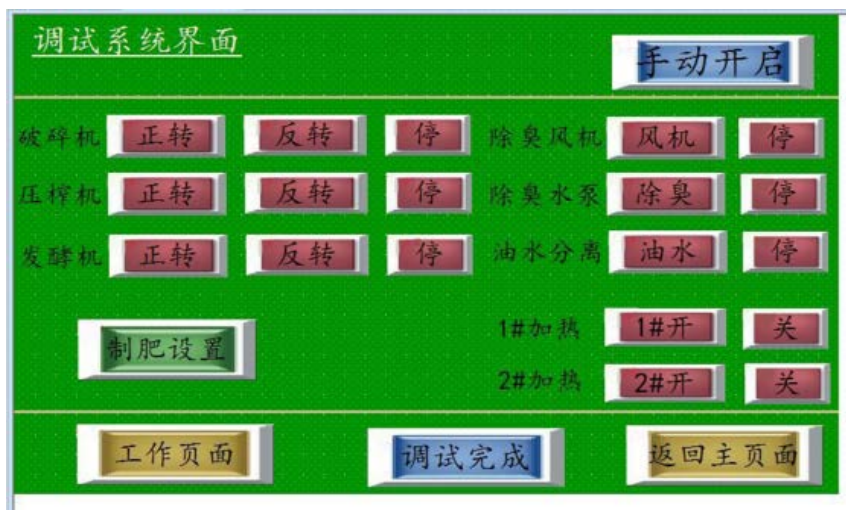 调试系统界面
手动开启
破碎机 正转 反转 停 除臭风机 风机 停
压榨机 正转 反转 停 除臭水泵 除臭 停
发酵机 正转 反转 停 油水分离 油水 停
1#加热 1#开 关
制肥设置
2#加热 2#开 关
工作页面 调试完成 返回主页面